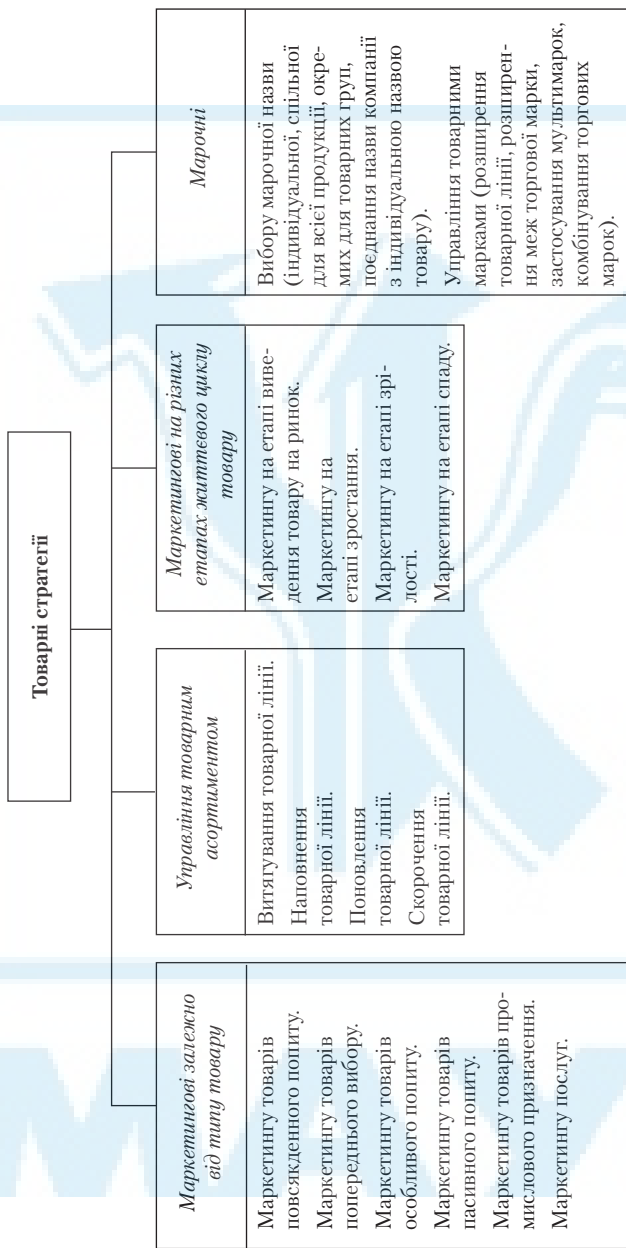 Товарні стратегії
Маркетингові залежно
від типу товару
Маркетингу товарів
повсякденного попиту.
Маркетингу товарів
попереднього вибору.
Маркетингу товарів
особливого попиту.
Маркетингу товарів
пасивного попиту.
Маркетингу товарів про-
мислового призначення.
Маркетингу послуг.
Управління товарним
асортиментом
Витягування товарної лінії.
Наповнення
товарної лінії.
Поновлення
товарної лінії.
Скорочення
товарної лінії.
Маркетингові на різних
етапах життєвого циклу
товару
Маркетингу на етапі виве-
дення товару на ринок.
Маркетингу на
етапі зростання.
Маркетингу на етапі зрі-
лості.
Маркетингу на етапі спаду.
Марочні
Вибору марочної назви
(індивідуальної, спільної
для всієї продукції, окре-
мих для товарних груп,
поєднання назви компанії
з індивідуальною назвою
товару).
Управління товарними
марками (розширення
товарної лінії, розширен-
ня меж торгової марки,
застосування мультимарок,
комбінування торгових
марок).
МАУ